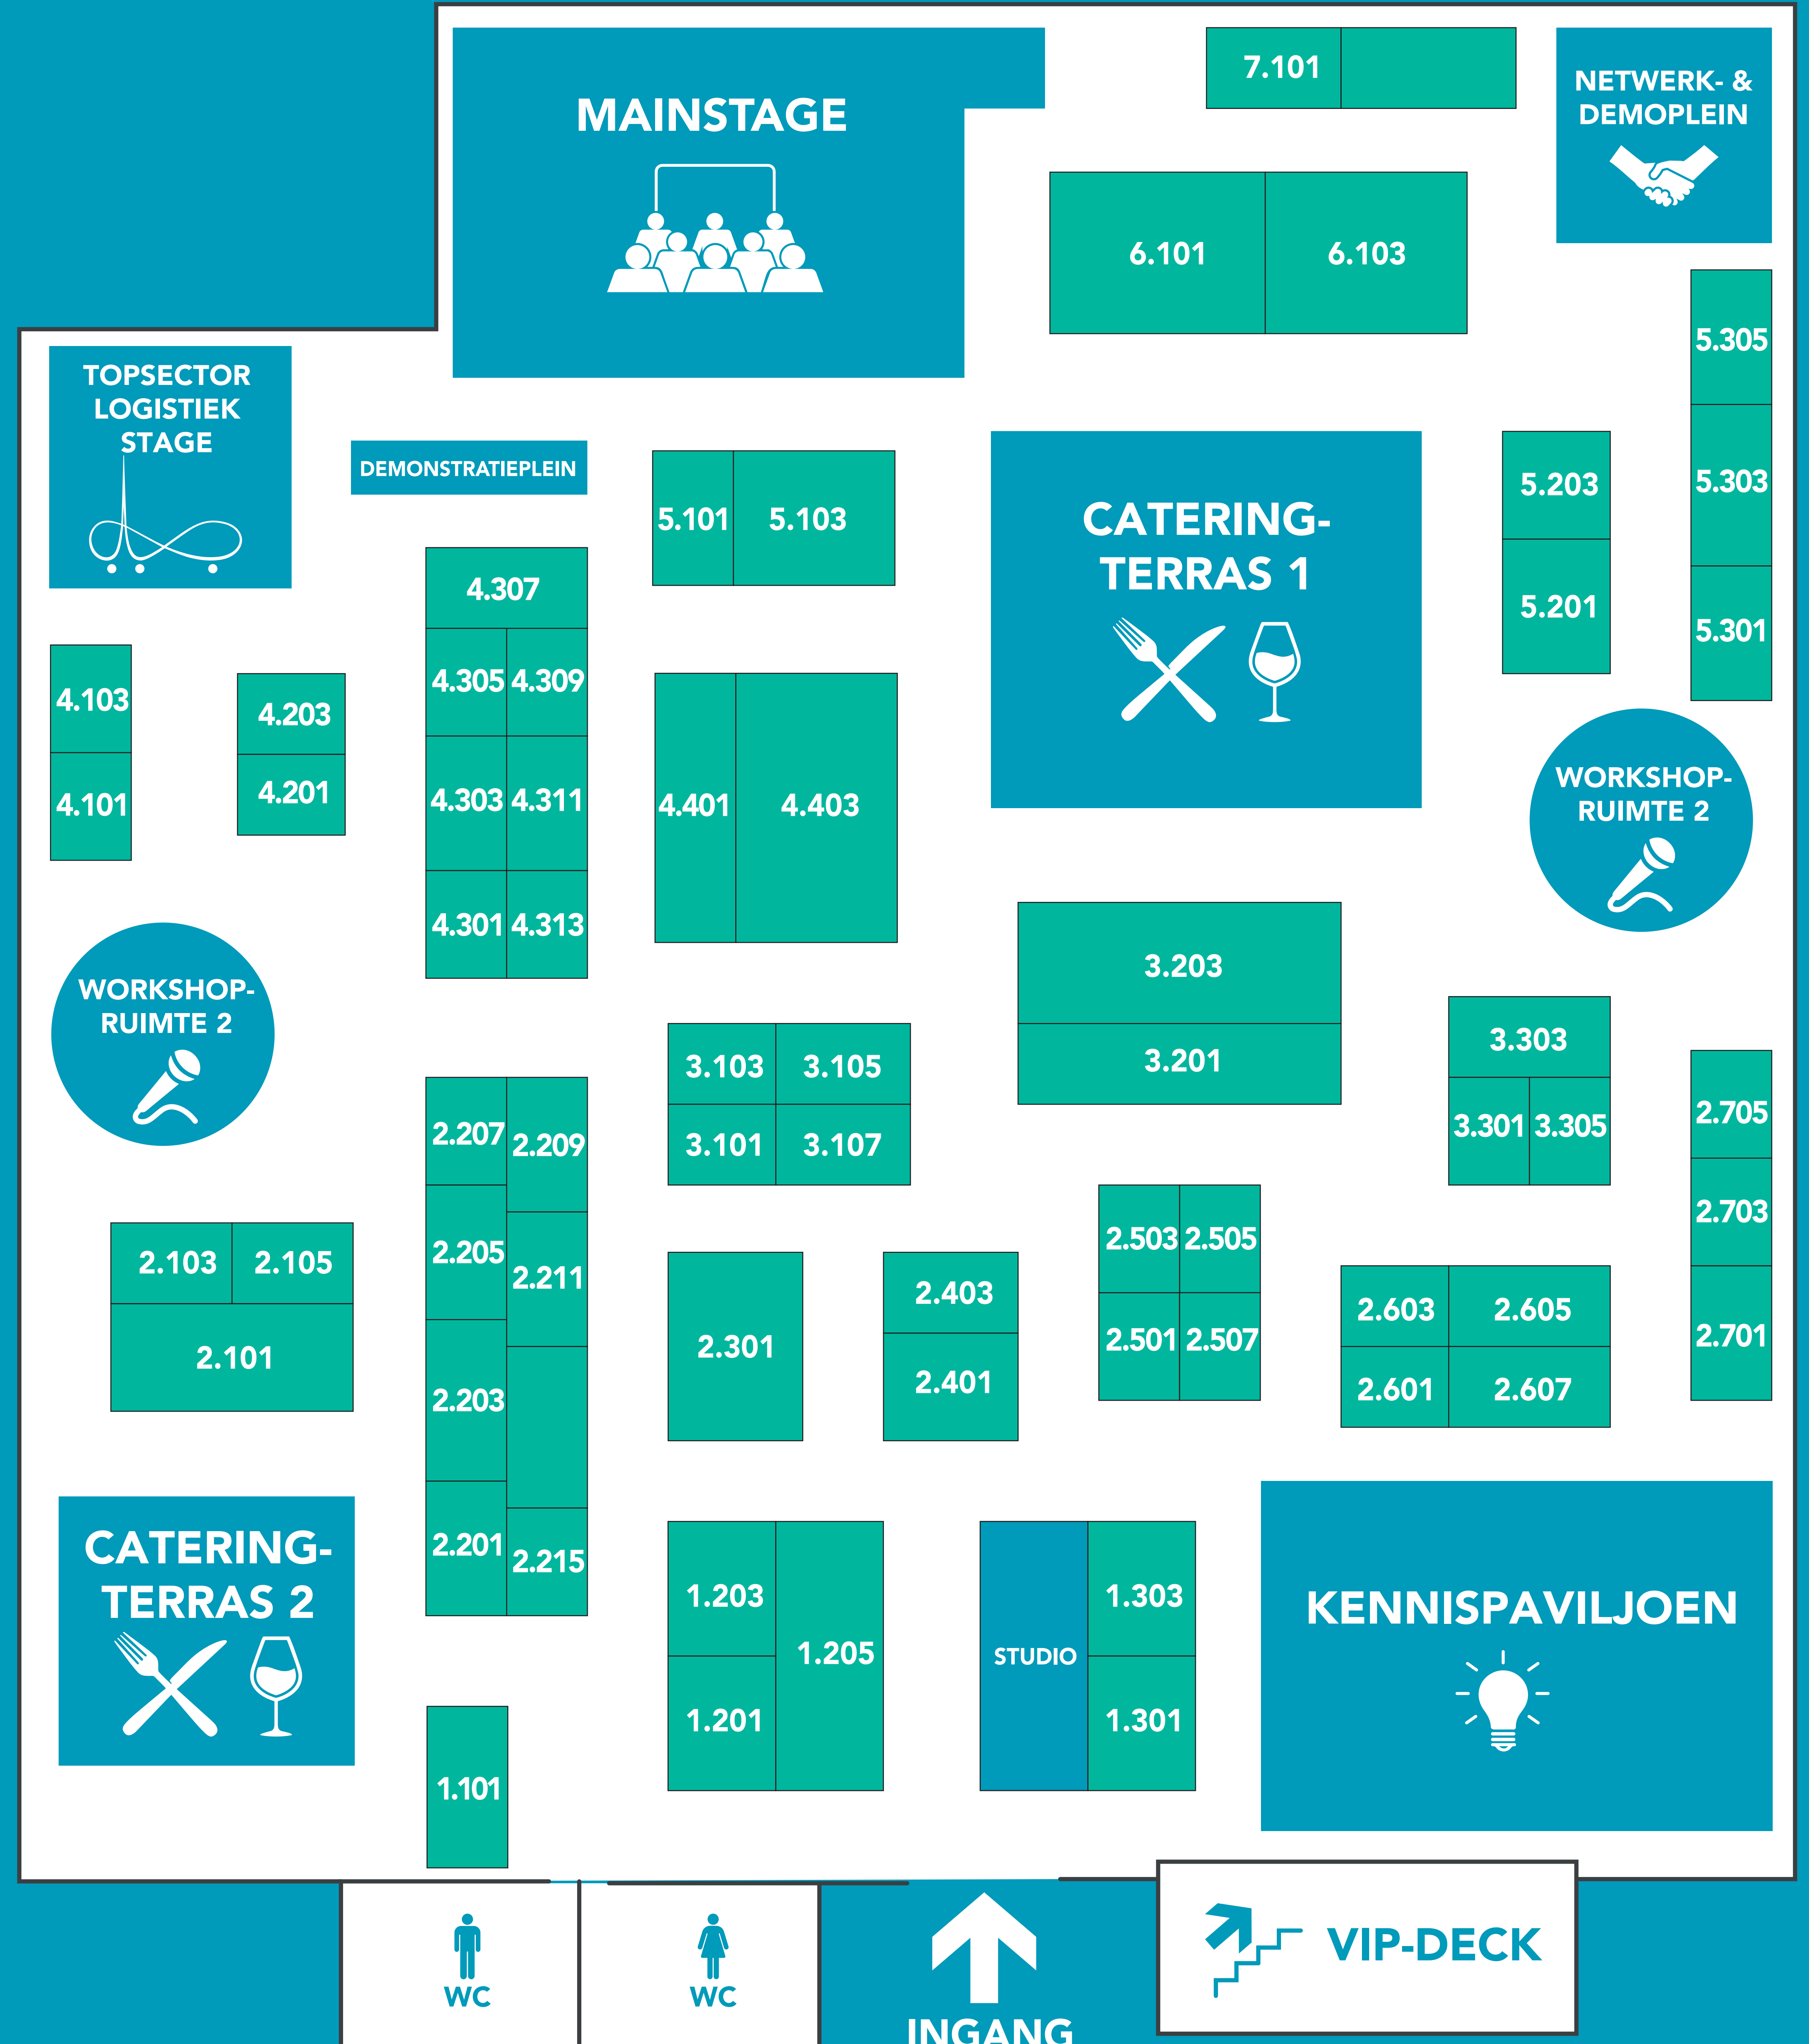 MAINSTAGE
7.101
NETWERK- &
DEMOPLEIN
6.101
6.103
5.305
5.303
5.301
TOPSECTOR
LOGISTIEK
STAGE
DEMONSTRATIEPLEIN
5.101
5.103
CATERING-
TERRAS 1
5.203
5.201
4.307
4.305
4.309
4.303
4.311
4.301
4.313
4.103
4.101
4.203
4.201
4.401
4.403
WORKSHOP-
RUIMTE 2
WORKSHOP-
RUIMTE 2
3.203
3.201
3.103
3.105
3.101
3.107
3.303
3.301
3.305
2.705
2.703
2.701
2.207
2.209
2.205
2.211
2.203
2.201
2.215
2.103
2.105
2.101
2.301
2.403
2.401
2.503
2.505
2.501
2.507
2.603
2.605
2.601
2.607
CATERING-
TERRAS 2
1.203
1.205
1.201
STUDIO
1.303
1.301
KENNISPAVILJOEN
1.101
WC
WC
INGANG
VIP-DECK